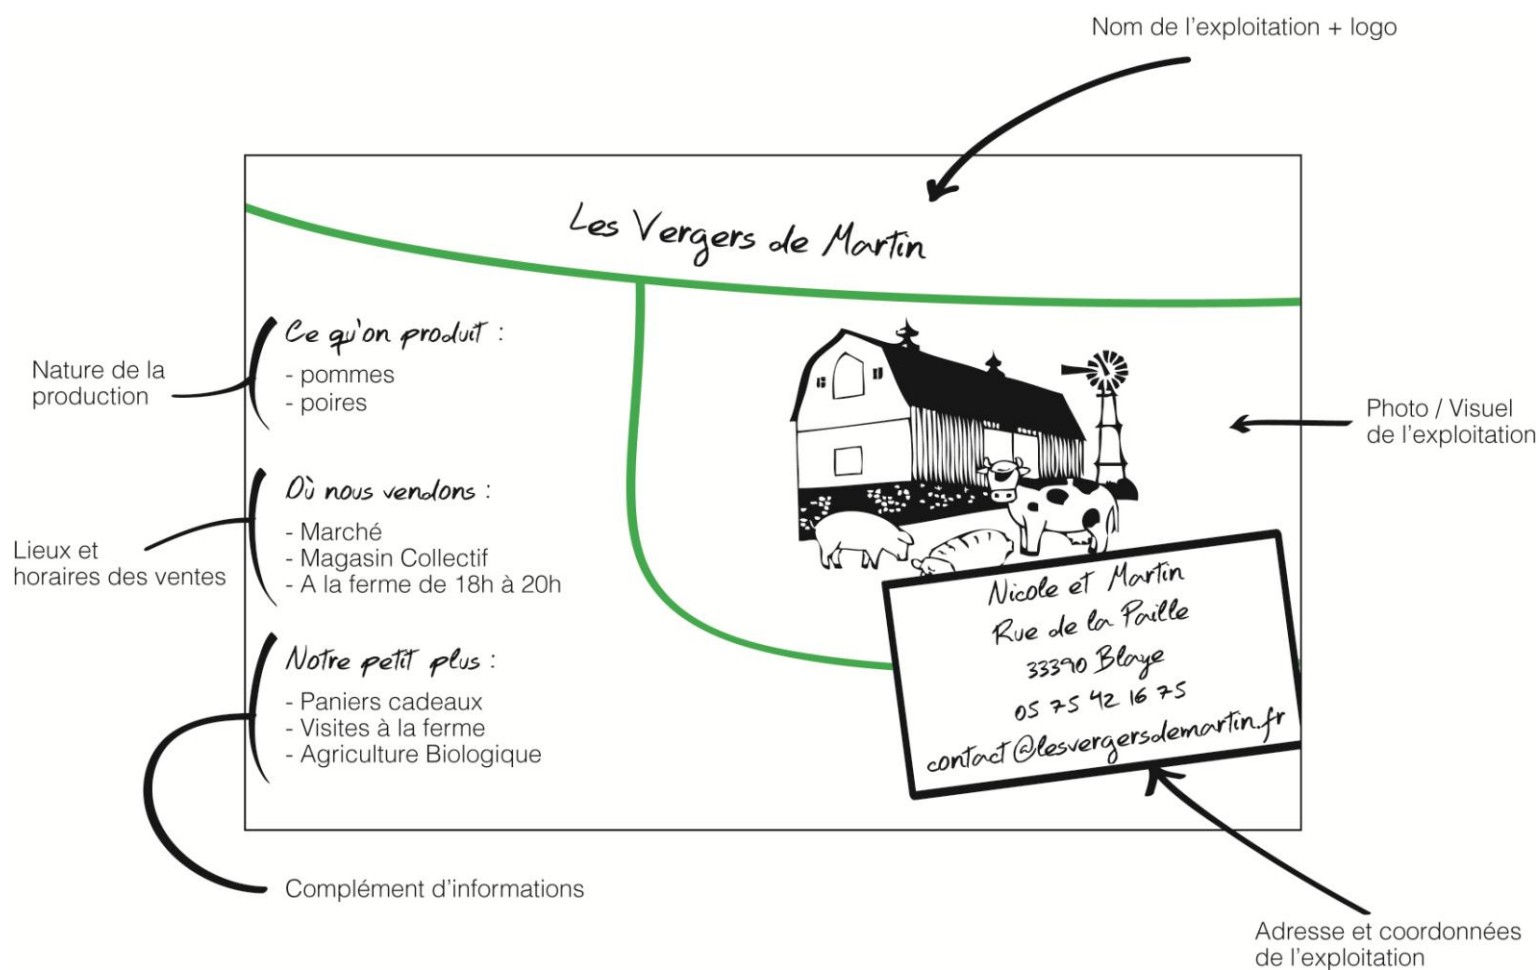 Nom de l'exploitation + logo
Les Vergers de Martin
Nature de la
production
Ce qu'on produit :
- pommes
- poires
Lieux et
horaires des ventes
Où nous vendons :
- Marché
- Magasin Collectif
- A la ferme de 18h à 20h
Notre petit plus :
- Paniers cadeaux
- Visites à la ferme
- Agriculture Biologique
Complément d'informations
Photo / Visuel
de l'exploitation
Nicole et Martin
Rue de la Paille
33390 Blaye
05 75 42 16 75
contact@lesvergersdemartin.fr
Adresse et coordonnées
de l'exploitation